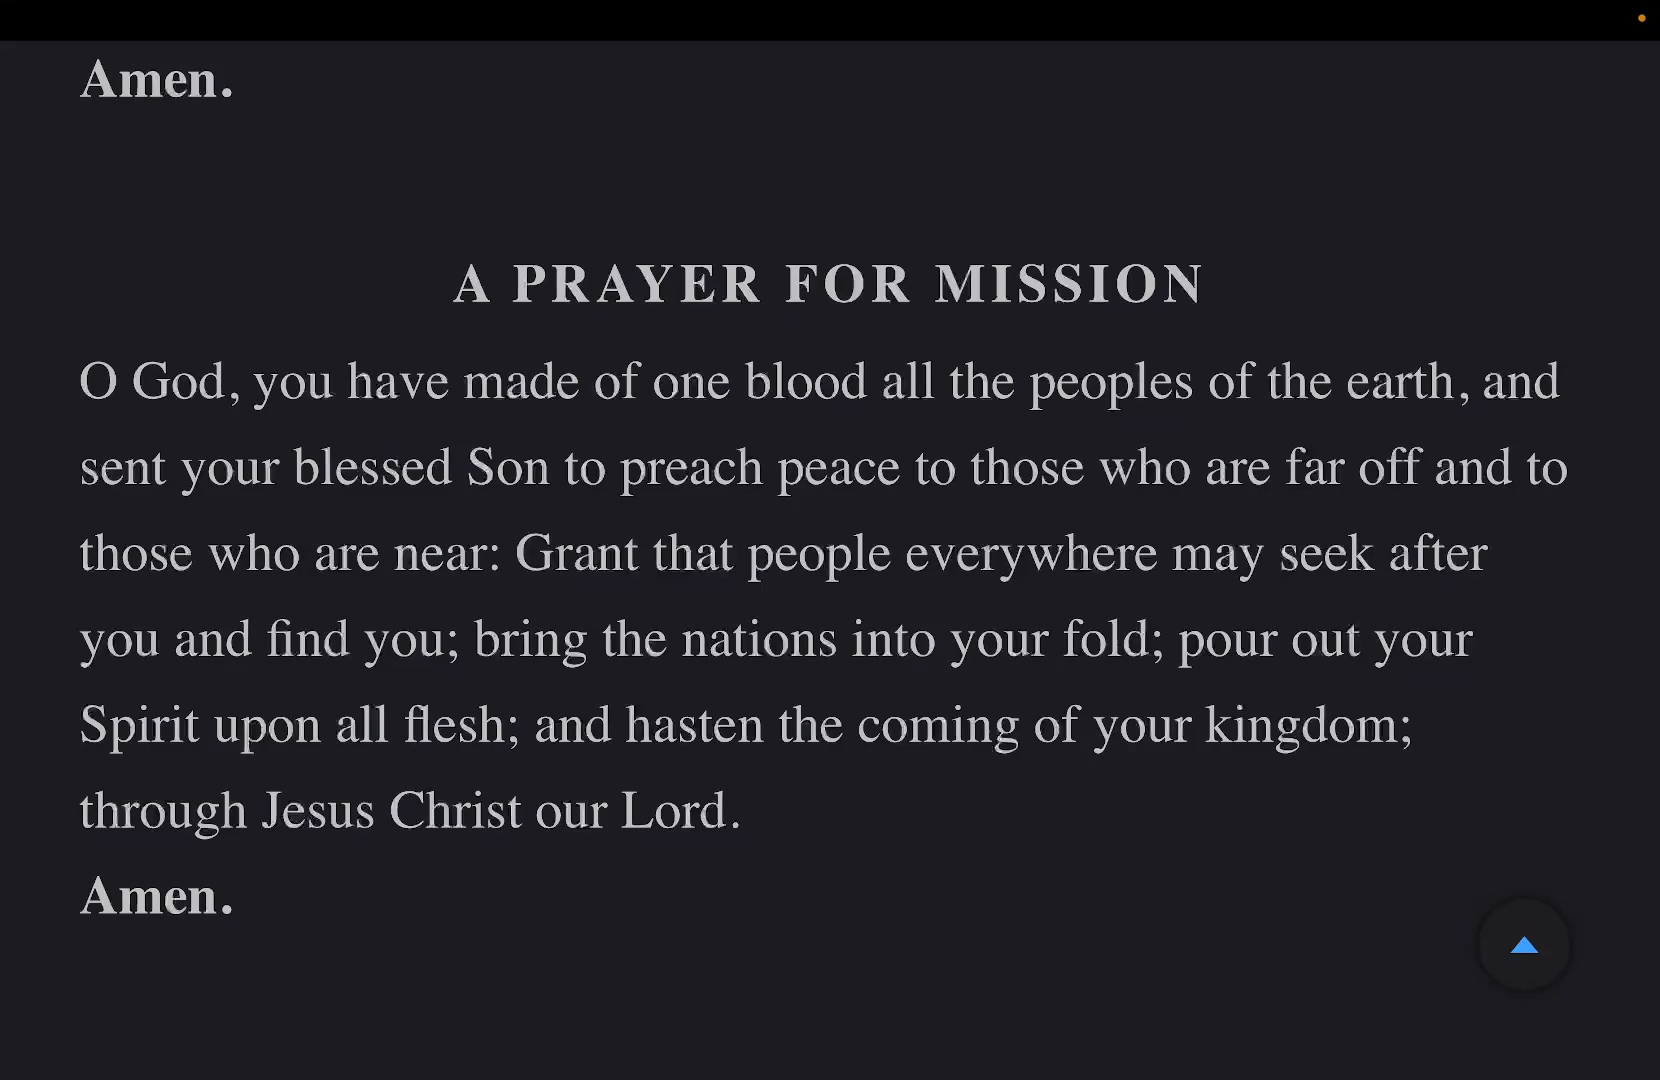 Amen.
A PRAYER FOR MISSION
O God, you have made of one blood all the peoples of the earth, and
sent your blessed Son to preach peace to those who are far off and to
those who are near: Grant that people everywhere may seek after
you and find you; bring the nations into your fold; pour out your
Spirit upon all flesh; and hasten the coming of your kingdom;
through Jesus Christ our Lord.
Amen.